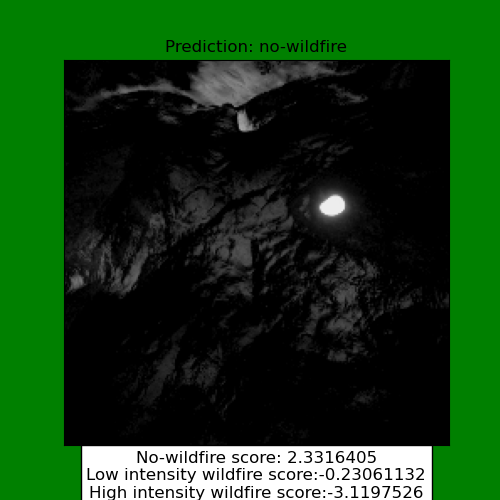 Prediction: no-wildfire
No-wildfire score: 2.3316405
Low intensity wildfire score:-0.23061132
High intensity wildfire score:-3.1197526